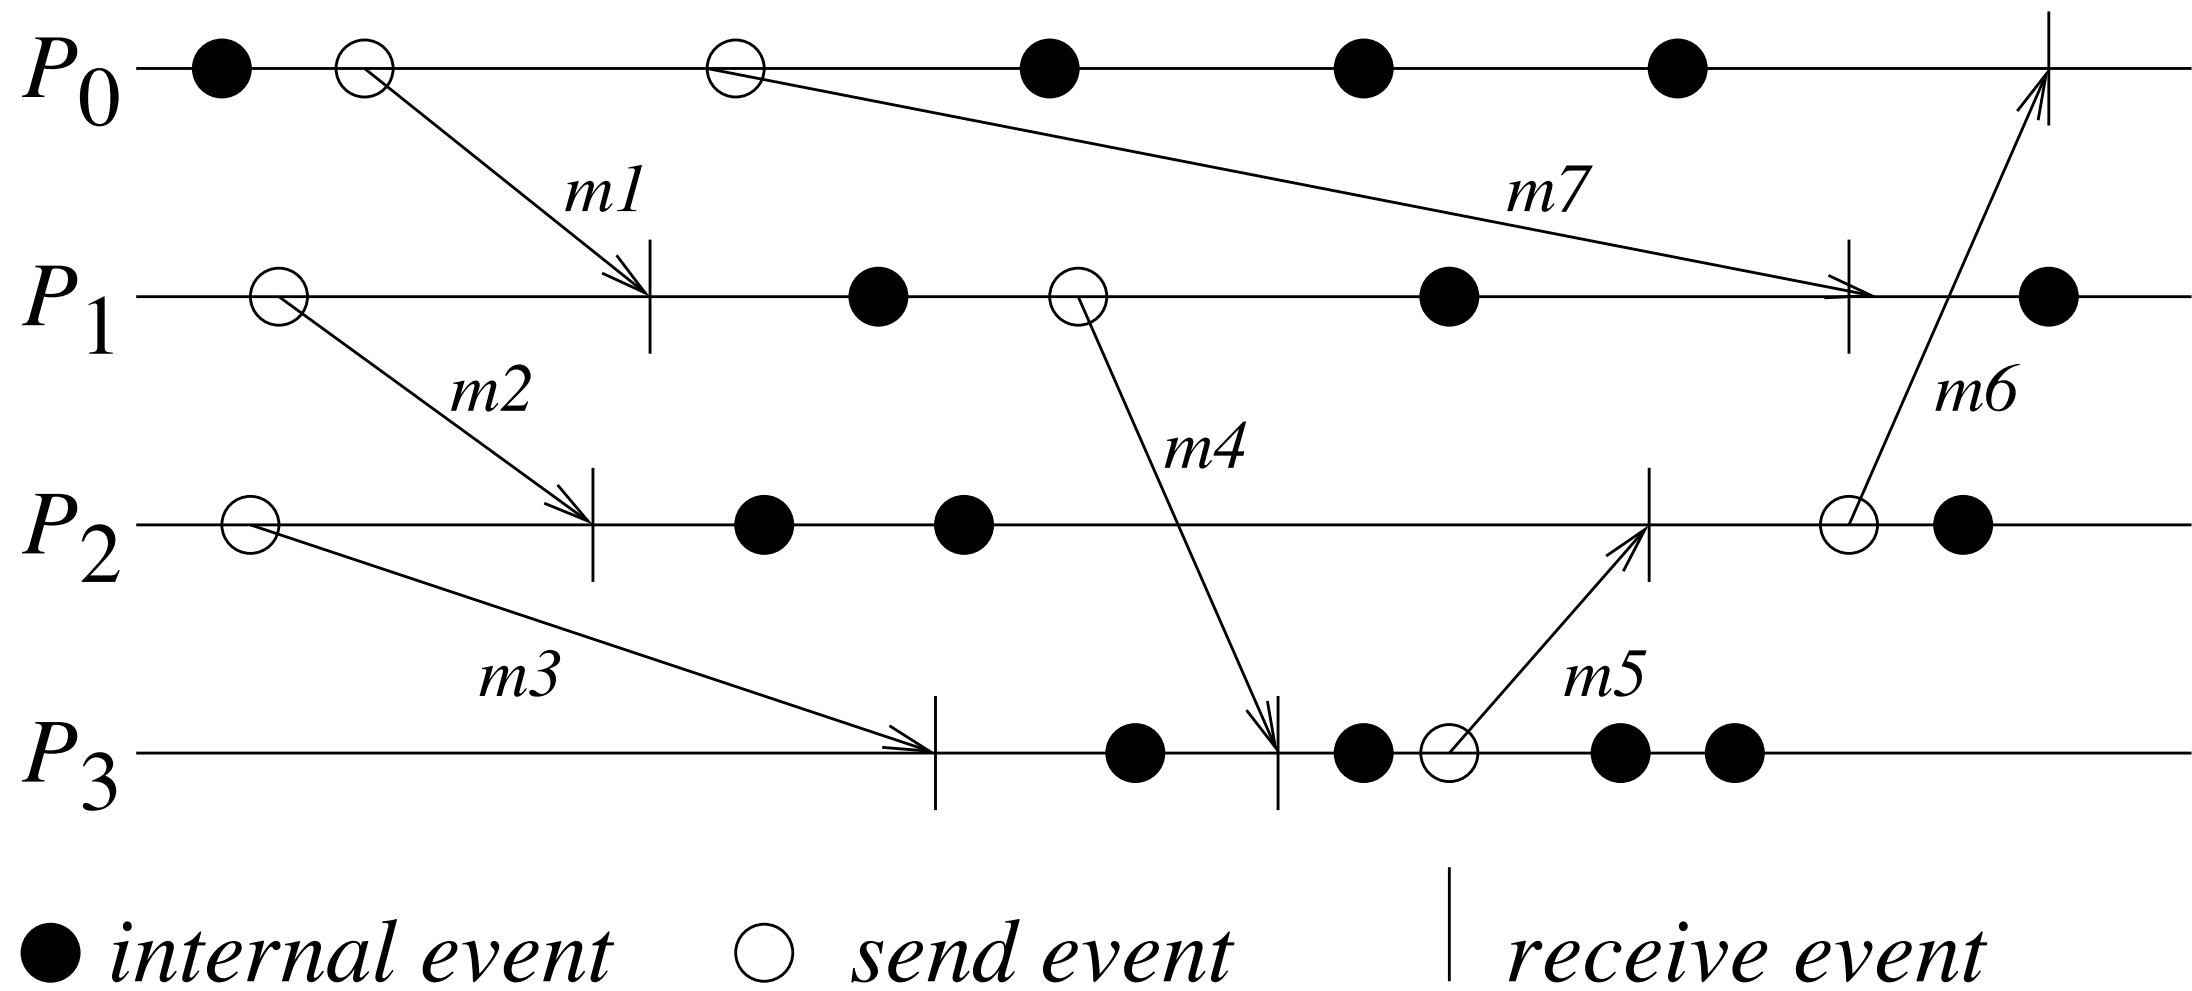 P0
m1
m7
P1
m2
m4
m6
P2
m3
m5
P3
internal event send event receive event